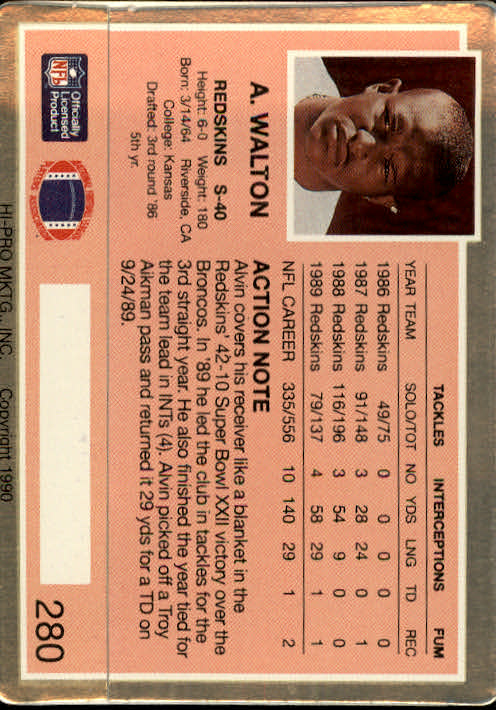 A. WALTON
REDSKINS S-40
Height: 6-0 Weight: 180
Born: 3/14/64 Riverside, CA
College: Kansas
Drafted: 3rd round '86
5th yr.
NFL
Officially
Licensed
Product
TACKLES INTERCEPTIONS FUM
YEAR TEAM SOLO/TOT NO YDS LNG TD REC
1986 Redskins 49/75 0 0 0 0 0
1987 Redskins 91/148 3 28 24 0 1
1988 Redskins 116/196 3 54 9 0 0
1989 Redskins 79/137 4 58 29 1 1
NFL CAREER 335/556 10 140 29 1 2
ACTION NOTE
Alvin covers his receiver like a blanket in the
Redskins' 42-10 Super Bowl XXII victory over the
Broncos. In '89 he led the club in tackles for the
3rd straight year. He also finished the year tied for
the team lead in INTs (4). Alvin picked off a Troy
Aikman pass and returned it 29 yds for a TD on
9/24/89.
280
HI-PRO MKTG., INC. Copyright 1990